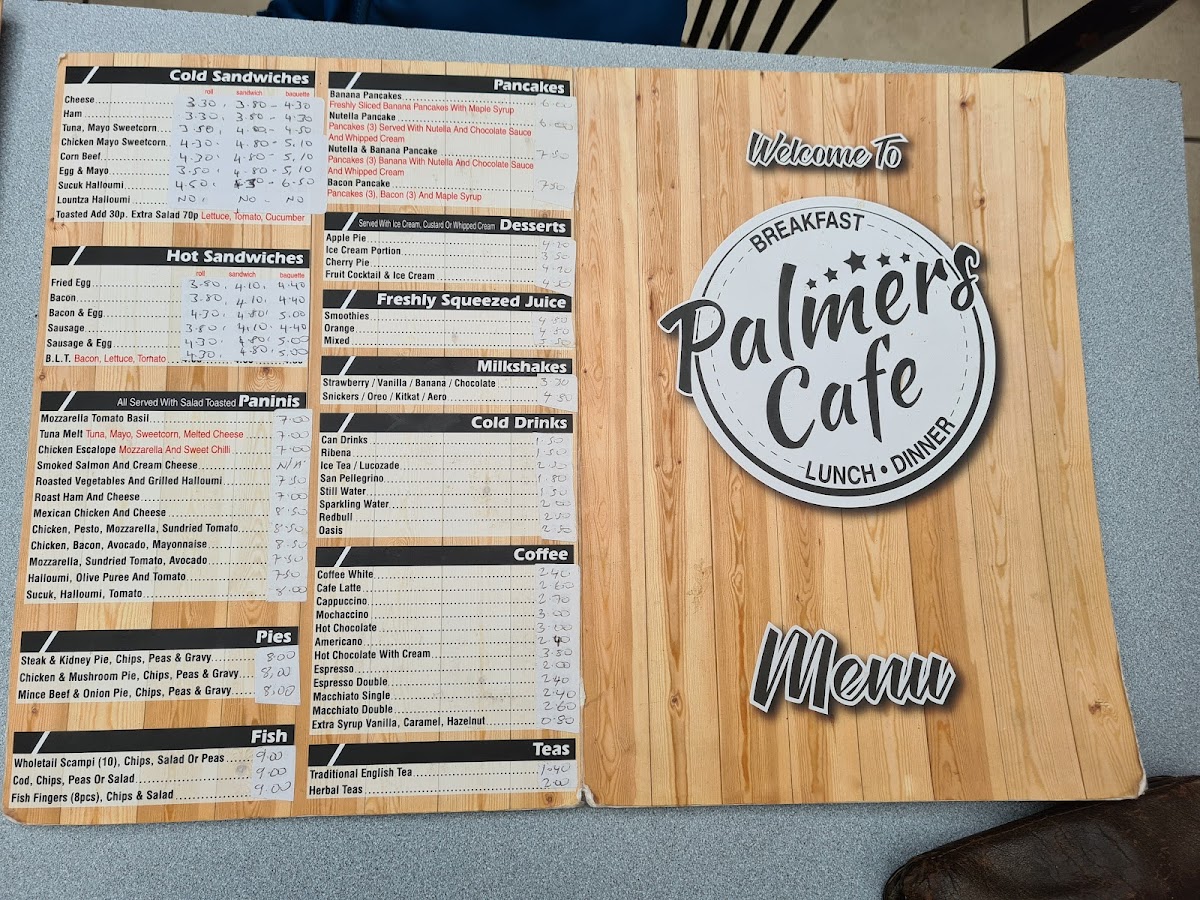 Cold Sandwiches
roll sandwich baguette
Cheese 3.30, 3.80 - 4.30
Ham 3.30, 3.80 - 4.30
Tuna, Mayo Sweetcorn 3.50, 4.80 - 4.50
Chicken Mayo Sweetcorn 4.30, 4.80 - 5.10
Corn Beef 4.30, 4.80 - 5.10
Egg & Mayo 3.50, 4.80 - 5.10
Sucuk Halloumi 4.50, - 6.50
Lountza Halloumi NO, NO - NO
Toasted Add 30p. Extra Salad 70p Lettuce, Tomato, Cucumber
Hot Sandwiches
roll sandwich baguette
Fried Egg 3.80, 4.10, 4.40
Bacon 3.80, 4.10, 4.40
Bacon & Egg 4.30, 4.80, 5.00
Sausage 3.80, 4.10, 4.40
Sausage & Egg 4.30, 4.80, 5.00
B.L.T. Bacon, Lettuce, Tomato 4.30, 4.80, 5.00
All Served With Salad Toasted Paninis
Mozzarella Tomato Basil 7.00
Tuna Melt Tuna, Mayo, Sweetcorn, Melted Cheese 7.00
Chicken Escalope Mozzarella And Sweet Chilli 7.00
Smoked Salmon And Cream Cheese N/A
Roasted Vegetables And Grilled Halloumi 7.50
Roast Ham And Cheese 7.00
Mexican Chicken And Cheese 8.50
Chicken, Pesto, Mozzarella, Sundried Tomato 8.50
Chicken, Bacon, Avocado, Mayonnaise 8.50
Mozzarella, Sundried Tomato, Avocado 7.50
Halloumi, Olive Puree And Tomato 7.50
Sucuk, Halloumi, Tomato 8.00
Pies
Steak & Kidney Pie, Chips, Peas & Gravy 8.00
Chicken & Mushroom Pie, Chips, Peas & Gravy 8.00
Mince Beef & Onion Pie, Chips, Peas & Gravy 8.00
Fish
Wholetail Scampi (10), Chips, Salad Or Peas 9.00
Cod, Chips, Peas Or Salad 9.00
Fish Fingers (8pcs), Chips & Salad 9.00
Pancakes
Banana Pancakes 6.00
Freshly Sliced Banana Pancakes With Maple Syrup
Nutella Pancake 6.00
Pancakes (3) Served With Nutella And Chocolate Sauce
And Whipped Cream
Nutella & Banana Pancake 7.50
Pancakes (3) Banana With Nutella And Chocolate Sauce
And Whipped Cream
Bacon Pancake 7.50
Pancakes (3), Bacon (3) And Maple Syrup
Served With Ice Cream, Custard Or Whipped Cream Desserts
Apple Pie 4.20
Ice Cream Portion 3.50
Cherry Pie
Fruit Cocktail & Ice Cream 4.50
Freshly Squeezed Juice
Smoothies 4.50
Orange 4.50
Mixed
Milkshakes
Strawberry / Vanilla / Banana / Chocolate
Snickers / Oreo / Kitkat / Aero 4.50
Cold Drinks
Can Drinks 1.50
Ribena 1.50
Ice Tea / Lucozade
San Pellegrino 1.80
Still Water 1.50
Sparkling Water 2.00
Redbull 2.50
Oasis 2.50
Coffee
Coffee White 2.40
Cafe Latte 2.60
Cappuccino 2.70
Mochaccino 3.00
Hot Chocolate 3.00
Americano 2.40
Hot Chocolate With Cream 3.50
Espresso 2.00
Espresso Double 2.40
Macchiato Single 2.40
Macchiato Double 2.60
Extra Syrup Vanilla, Caramel, Hazelnut 0.80
Teas
Traditional English Tea 1.40
Herbal Teas 2.00
Welcome To
BREAKFAST
Palmers
Cafe
LUNCH • DINNER
Menu